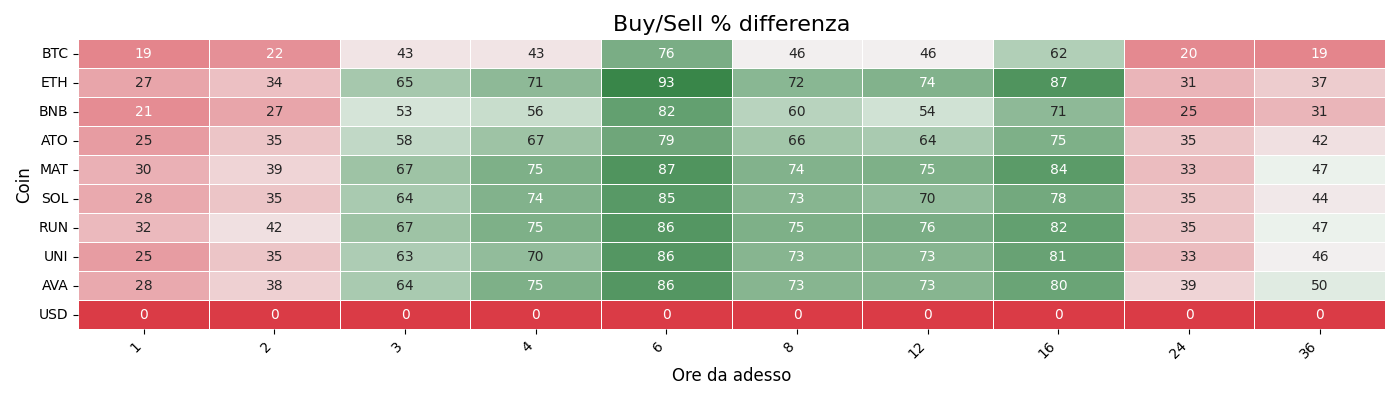 Buy/Sell % differenza
Coin
BTC 19 22 43 43 76 46 46 62 20 19
ETH 27 34 65 71 93 72 74 87 31 37
BNB 21 27 53 56 82 60 54 71 25 31
ATO 25 35 58 67 79 66 64 75 35 42
MAT 30 39 67 75 87 74 75 84 33 47
SOL 28 35 64 74 85 73 70 78 35 44
RUN 32 42 67 75 86 75 76 82 35 47
UNI 25 35 63 70 86 73 73 81 33 46
AVA 28 38 64 75 86 73 73 80 39 50
USD 0 0 0 0 0 0 0 0 0 0
1 2 3 4 6 8 12 16 24 36
Ore da adesso